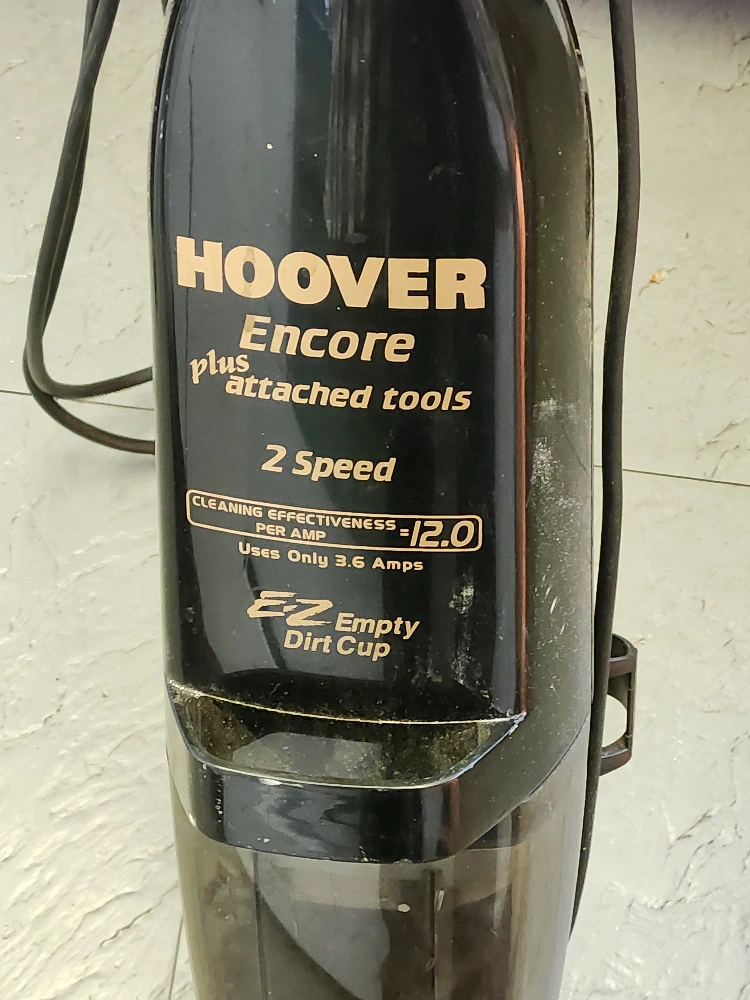 HOOVER
Encore
plus
attached tools
2 Speed
CLEANING EFFECTIVENESS
PER AMP =12.0
Uses Only 3.6 Amps
E-Z Empty
Dirt Cup